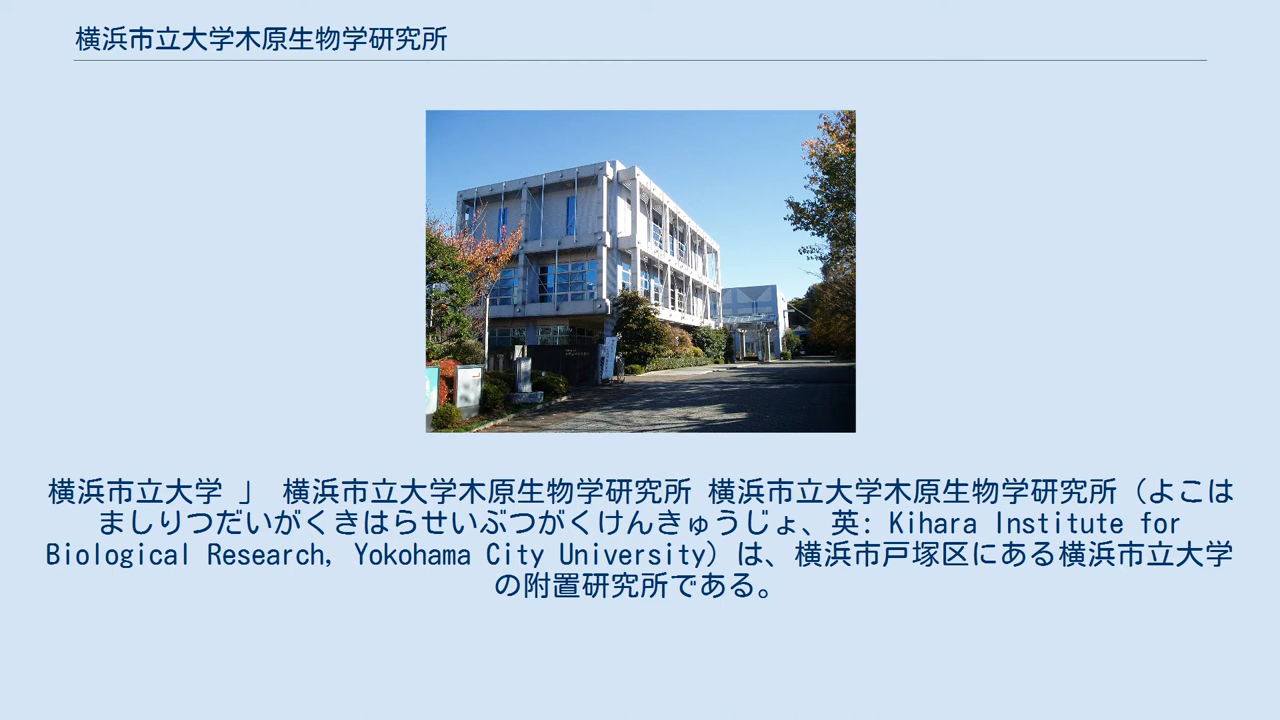 横浜市立大学木原生物学研究所
横浜市立大学 」 横浜市立大学木原生物学研究所 横浜市立大学木原生物学研究所（よこは
ましりつだいがくきはらせいぶつがくけんきゅうじょ、英: Kihara Institute for
Biological Research, Yokohama City University）は、横浜市戸塚区にある横浜市立大学
の附置研究所である。